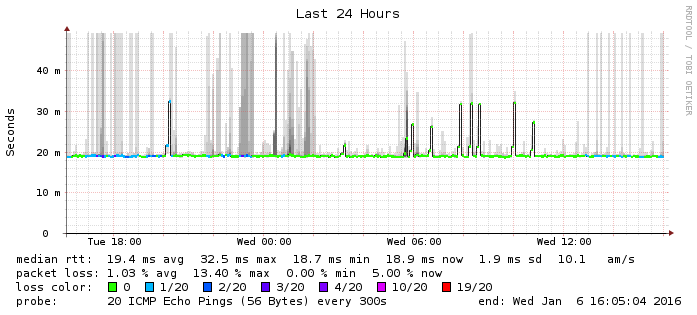 Last 24 Hours
RRDTOOL / TOBI OETIKER
Seconds
40 m
30 m
20 m
10 m
0
Tue 18:00 Wed 00:00 Wed 06:00 Wed 12:00
median rtt: 19.4 ms avg 32.5 ms max 18.7 ms min 18.9 ms now 1.9 ms sd 10.1 am/s
packet loss: 1.03 % avg 13.40 % max 0.00 % min 5.00 % now
loss color: 0 1/20 2/20 3/20 4/20 10/20 19/20
probe: 20 ICMP Echo Pings (56 Bytes) every 300s end: Wed Jan 6 16:05:04 2016